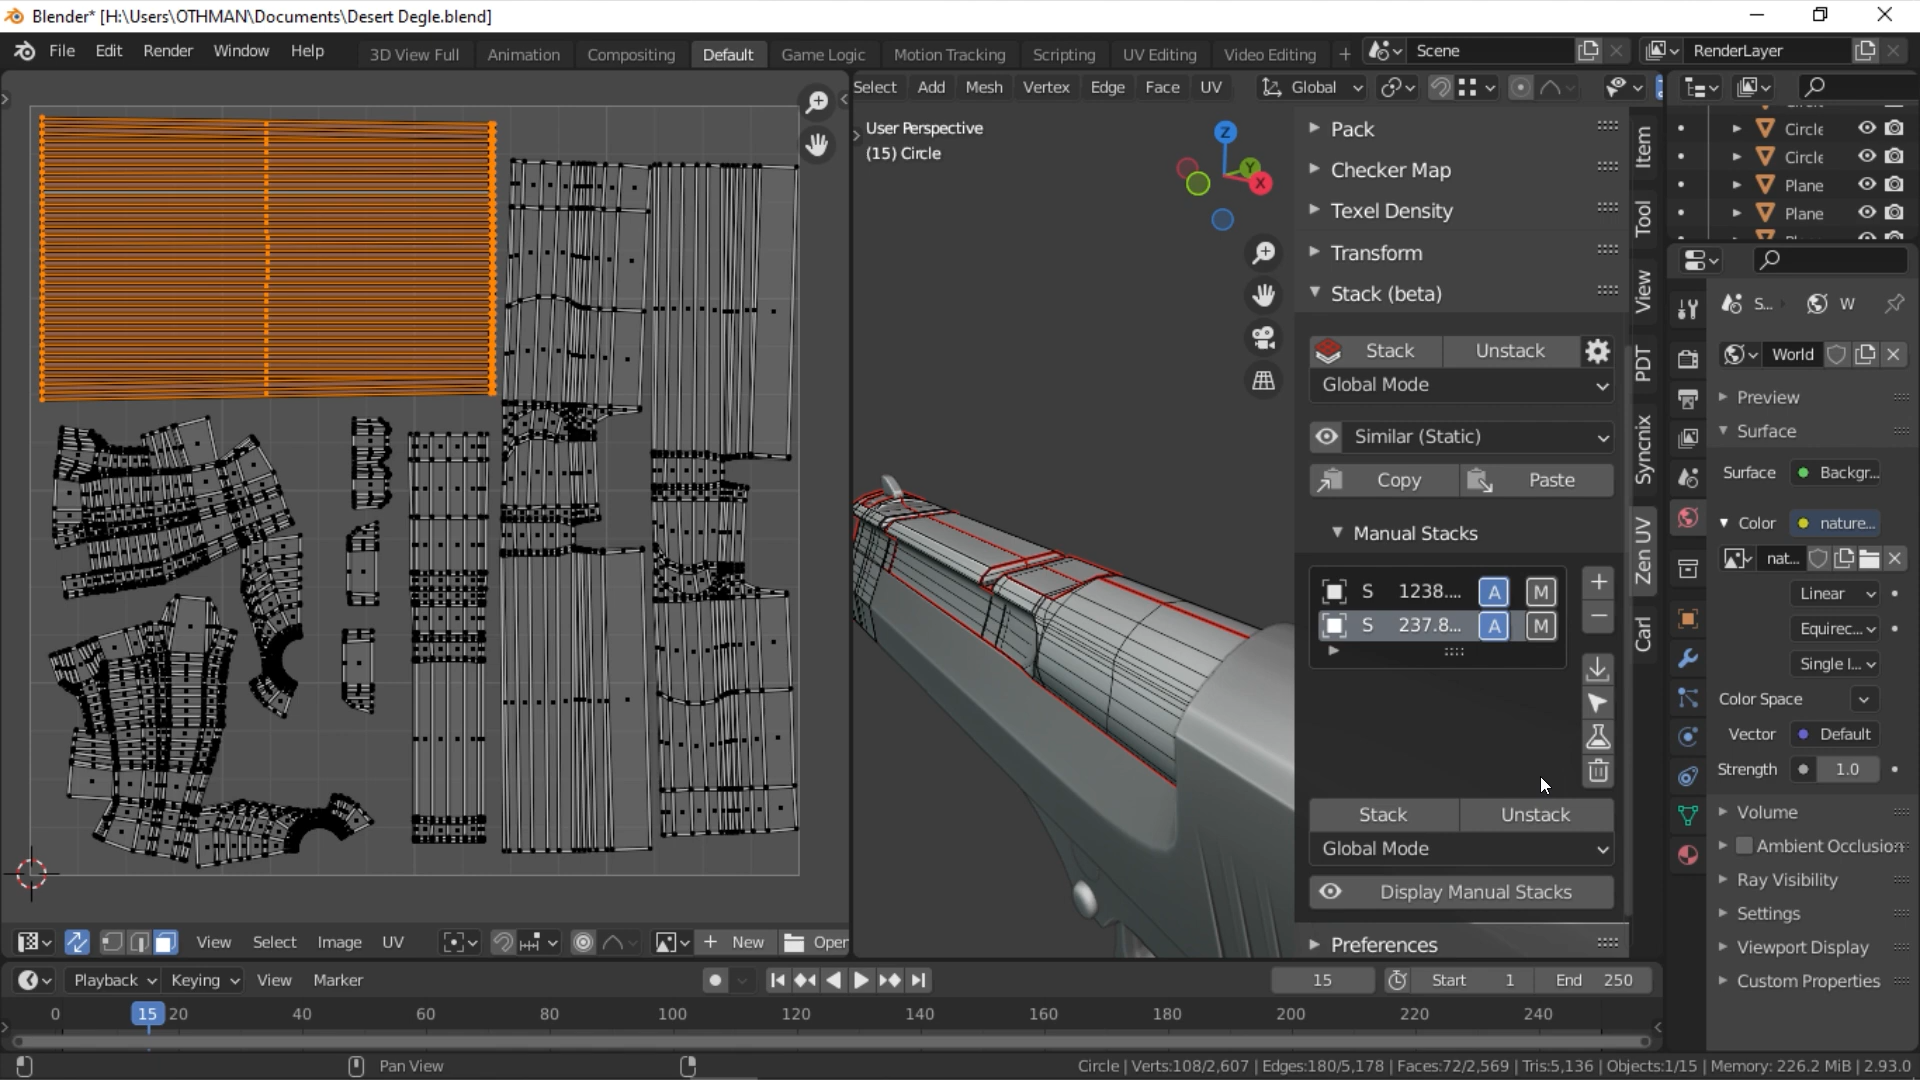 Blender* [H:\Users\OTHMAN\Documents\Desert Degle.blend]
File Edit Render Window Help 3D View Full Animation Compositing Default Game Logic Motion Tracking Scripting UV Editing Video Editing + Scene RenderLayer
Select Add Mesh Vertex Edge Face UV Global
User Perspective
(15) Circle
Z
Y
X
Pack
Checker Map
Texel Density
Transform
Stack (beta)
Stack Unstack
Global Mode
Similar (Static)
Copy Paste
Manual Stacks
S 1238.... A M
S 237.8... A M
Stack Unstack
Global Mode
Display Manual Stacks
Preferences
Item
Tool
View
PDT
Syncnix
Zen UV
Carl
Circle
Circle
Plane
Plane
S... W
World
Preview
Surface
Surface Backgr...
Color nature...
nat...
Linear
Equirec...
Single I...
Color Space
Vector Default
Strength 1.0
Volume
Ambient Occlusion
Ray Visibility
Settings
Viewport Display
Custom Properties
View Select Image UV + New Oper
Playback Keying View Marker 15 Start 1 End 250
0 15 20 40 60 80 100 120 140 160 180 200 220 240
Pan View
Circle | Verts:108/2,607 | Edges:180/5,178 | Faces:72/2,569 | Tris:5,136 | Objects:1/15 | Memory: 226.2 MiB | 2.93.0